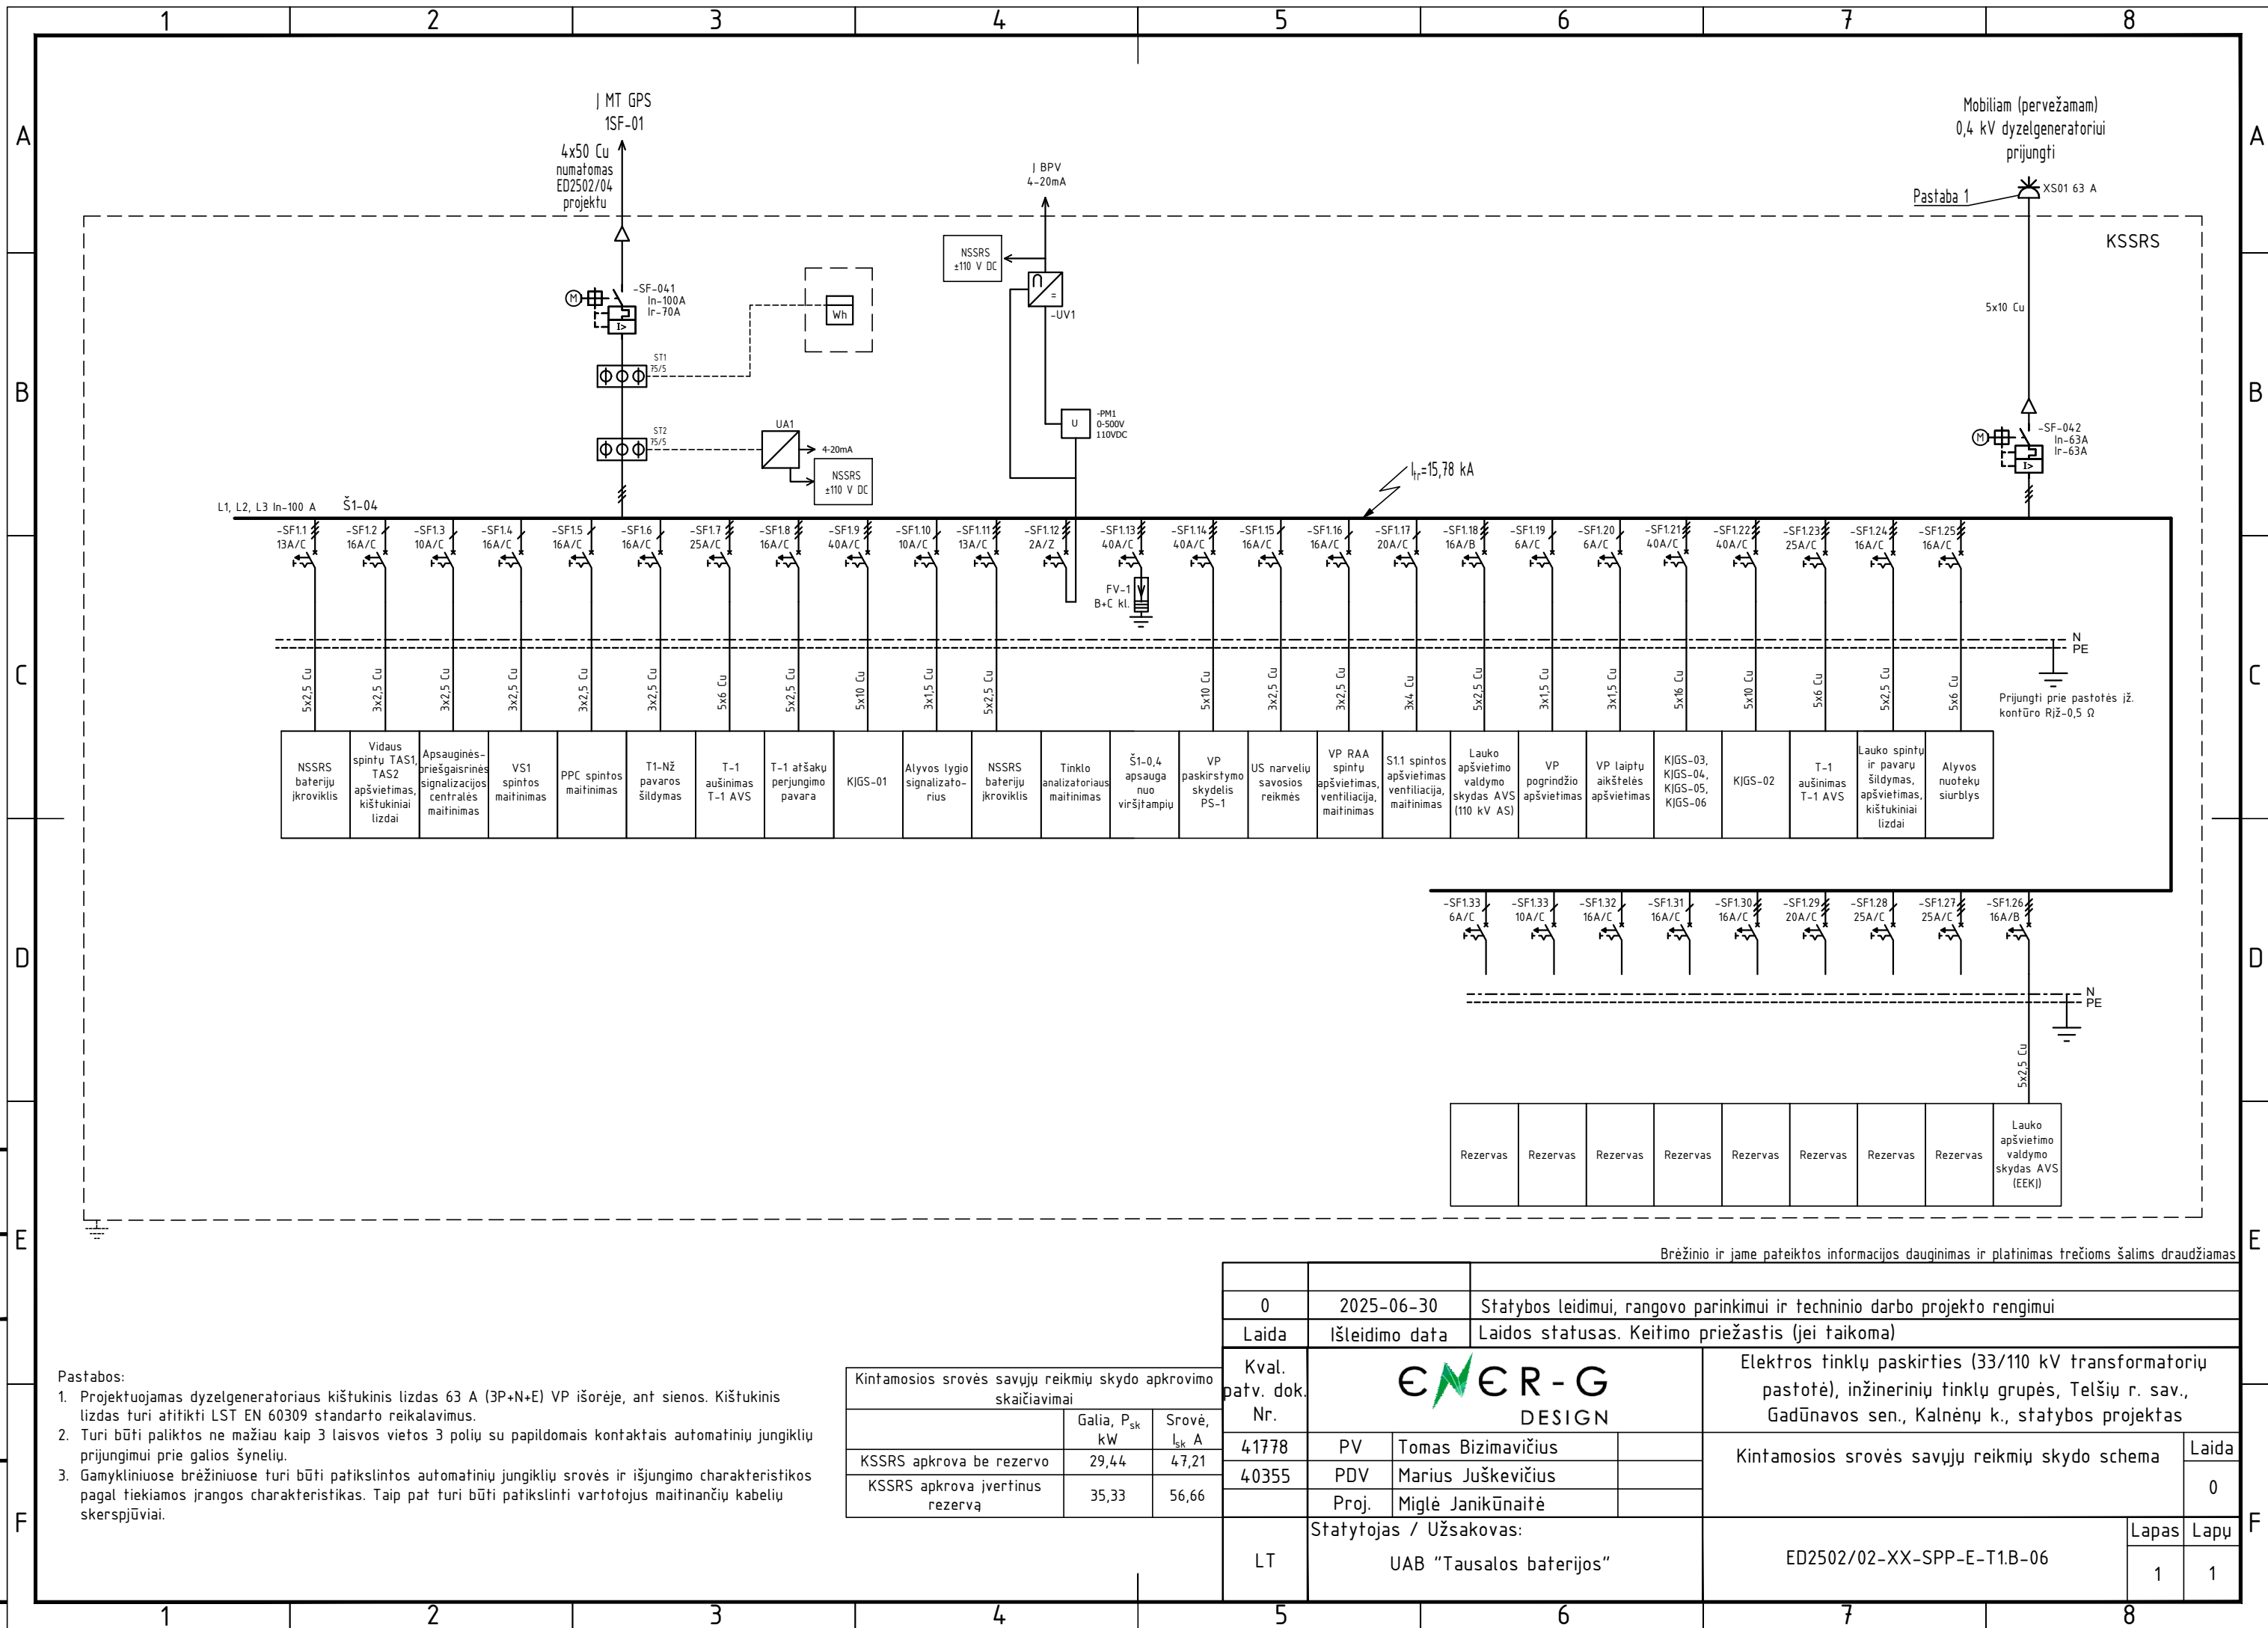 1 2 3 4 5 6 7 8
A
B
C
D
E
F
Į MT GPS
1SF-01
4x50 Cu
numatomas
ED2502/04
projektu
-SF-041
In-100A
Ir-70A
M
I>
ST1
75/5
Wh
ST2
75/5
UA1
4-20mA
NSSRS
±110 V DC
Į BPV
4-20mA
NSSRS
±110 V DC
=
-UV1
U
-PM1
0-500V
110VDC
Itr=15,78 kA
Mobiliam (pervežamam)
0,4 kV dyzelgeneratoriui
prijungti
XS01 63 A
Pastaba 1
KSSRS
5x10 Cu
-SF-042
In-63A
Ir-63A
M
I>
L1, L2, L3 In-100 A Š1-04
-SF1.1 -SF1.2 -SF1.3 -SF1.4 -SF1.5 -SF1.6 -SF1.7 -SF1.8 -SF1.9 -SF1.10 -SF1.11 -SF1.12 -SF1.13 -SF1.14 -SF1.15 -SF1.16 -SF1.17 -SF1.18 -SF1.19 -SF1.20 -SF1.21 -SF1.22 -SF1.23 -SF1.24 -SF1.25
13A/C 16A/C 10A/C 16A/C 16A/C 16A/C 25A/C 16A/C 40A/C 10A/C 13A/C 2A/Z 40A/C 40A/C 16A/C 16A/C 20A/C 16A/B 6A/C 6A/C 40A/C 40A/C 25A/C 16A/C 16A/C
FV-1
B+C kl.
N
PE
5x2,5 Cu 3x2,5 Cu 3x2,5 Cu 3x2,5 Cu 3x2,5 Cu 3x2,5 Cu 5x6 Cu 5x2,5 Cu 5x10 Cu 3x1,5 Cu 5x2,5 Cu 5x10 Cu 3x2,5 Cu 3x2,5 Cu 3x4 Cu 5x2,5 Cu 3x1,5 Cu 3x1,5 Cu 5x16 Cu 5x10 Cu 5x6 Cu 5x2,5 Cu 5x6 Cu
Prijungti prie pastotės įž.
kontūro Rįž-0,5 Ω
NSSRS
baterijų
įkroviklis
Vidaus
spintų TAS1,
TAS2
apšvietimas,
kištukiniai
lizdai
Apsauginės-
priešgaisrinės
signalizacijos
centralės
maitinimas
VS1
spintos
maitinimas
PPC spintos
maitinimas
T1-Nž
pavaros
šildymas
T-1
aušinimas
T-1 AVS
T-1 atšakų
perjungimo
pavara
KĮGS-01
Alyvos lygio
signalizato-
rius
NSSRS
baterijų
įkroviklis
Tinklo
analizatoriaus
maitinimas
Š1-0,4
apsauga
nuo
viršįtampių
VP
paskirstymo
skydelis
PS-1
US narvelių
savosios
reikmės
VP RAA
spintų
apšvietimas,
ventiliacija,
maitinimas
S1.1 spintos
apšvietimas
ventiliacija,
maitinimas
Lauko
apšvietimo
valdymo
skydas AVS
(110 kV AS)
VP
pogrindžio
apšvietimas
VP laiptų
aikštelės
apšvietimas
KĮGS-03,
KĮGS-04,
KĮGS-05,
KĮGS-06
KĮGS-02
T-1
aušinimas
T-1 AVS
Lauko spintų
ir pavarų
šildymas,
apšvietimas,
kištukiniai
lizdai
Alyvos
nuotekų
siurblys
-SF1.33 -SF1.33 -SF1.32 -SF1.31 -SF1.30 -SF1.29 -SF1.28 -SF1.27 -SF1.26
6A/C 10A/C 16A/C 16A/C 16A/C 20A/C 25A/C 25A/C 16A/B
N
PE
5x2,5 Cu
Rezervas Rezervas Rezervas Rezervas Rezervas Rezervas Rezervas Rezervas
Lauko
apšvietimo
valdymo
skydas AVS
(EEKĮ)
Brėžinio ir jame pateiktos informacijos dauginimas ir platinimas trečioms šalims draudžiamas
Pastabos:
1. Projektuojamas dyzelgeneratoriaus kištukinis lizdas 63 A (3P+N+E) VP išorėje, ant sienos. Kištukinis
lizdas turi atitikti LST EN 60309 standarto reikalavimus.
2. Turi būti paliktos ne mažiau kaip 3 laisvos vietos 3 polių su papildomais kontaktais automatinių jungiklių
prijungimui prie galios šynelių.
3. Gamykliniuose brėžiniuose turi būti patikslintos automatinių jungiklių srovės ir išjungimo charakteristikos
pagal tiekiamos įrangos charakteristikas. Taip pat turi būti patikslinti vartotojus maitinančių kabelių
skerspjūviai.
Kintamosios srovės savųjų reikmių skydo apkrovimo
skaičiavimai
Galia, Psk
kW
Srovė,
Isk A
KSSRS apkrova be rezervo 29,44 47,21
KSSRS apkrova įvertinus
rezervą
35,33 56,66
0 2025-06-30 Statybos leidimui, rangovo parinkimui ir techninio darbo projekto rengimui
Laida Išleidimo data Laidos statusas. Keitimo priežastis (jei taikoma)
Kval.
patv. dok.
Nr.
ENER-G
DESIGN
Elektros tinklų paskirties (33/110 kV transformatorių
pastotė), inžinerinių tinklų grupės, Telšių r. sav.,
Gadūnavos sen., Kalnėnų k., statybos projektas
41778 PV Tomas Bizimavičius
40355 PDV Marius Juškevičius
Proj. Miglė Janikūnaitė
Kintamosios srovės savųjų reikmių skydo schema
Laida
0
LT
Statytojas / Užsakovas:
UAB "Tausalos baterijos"
ED2502/02-XX-SPP-E-T1.B-06
Lapas Lapų
1 1
A
B
C
D
E
F
1 2 3 4 5 6 7 8